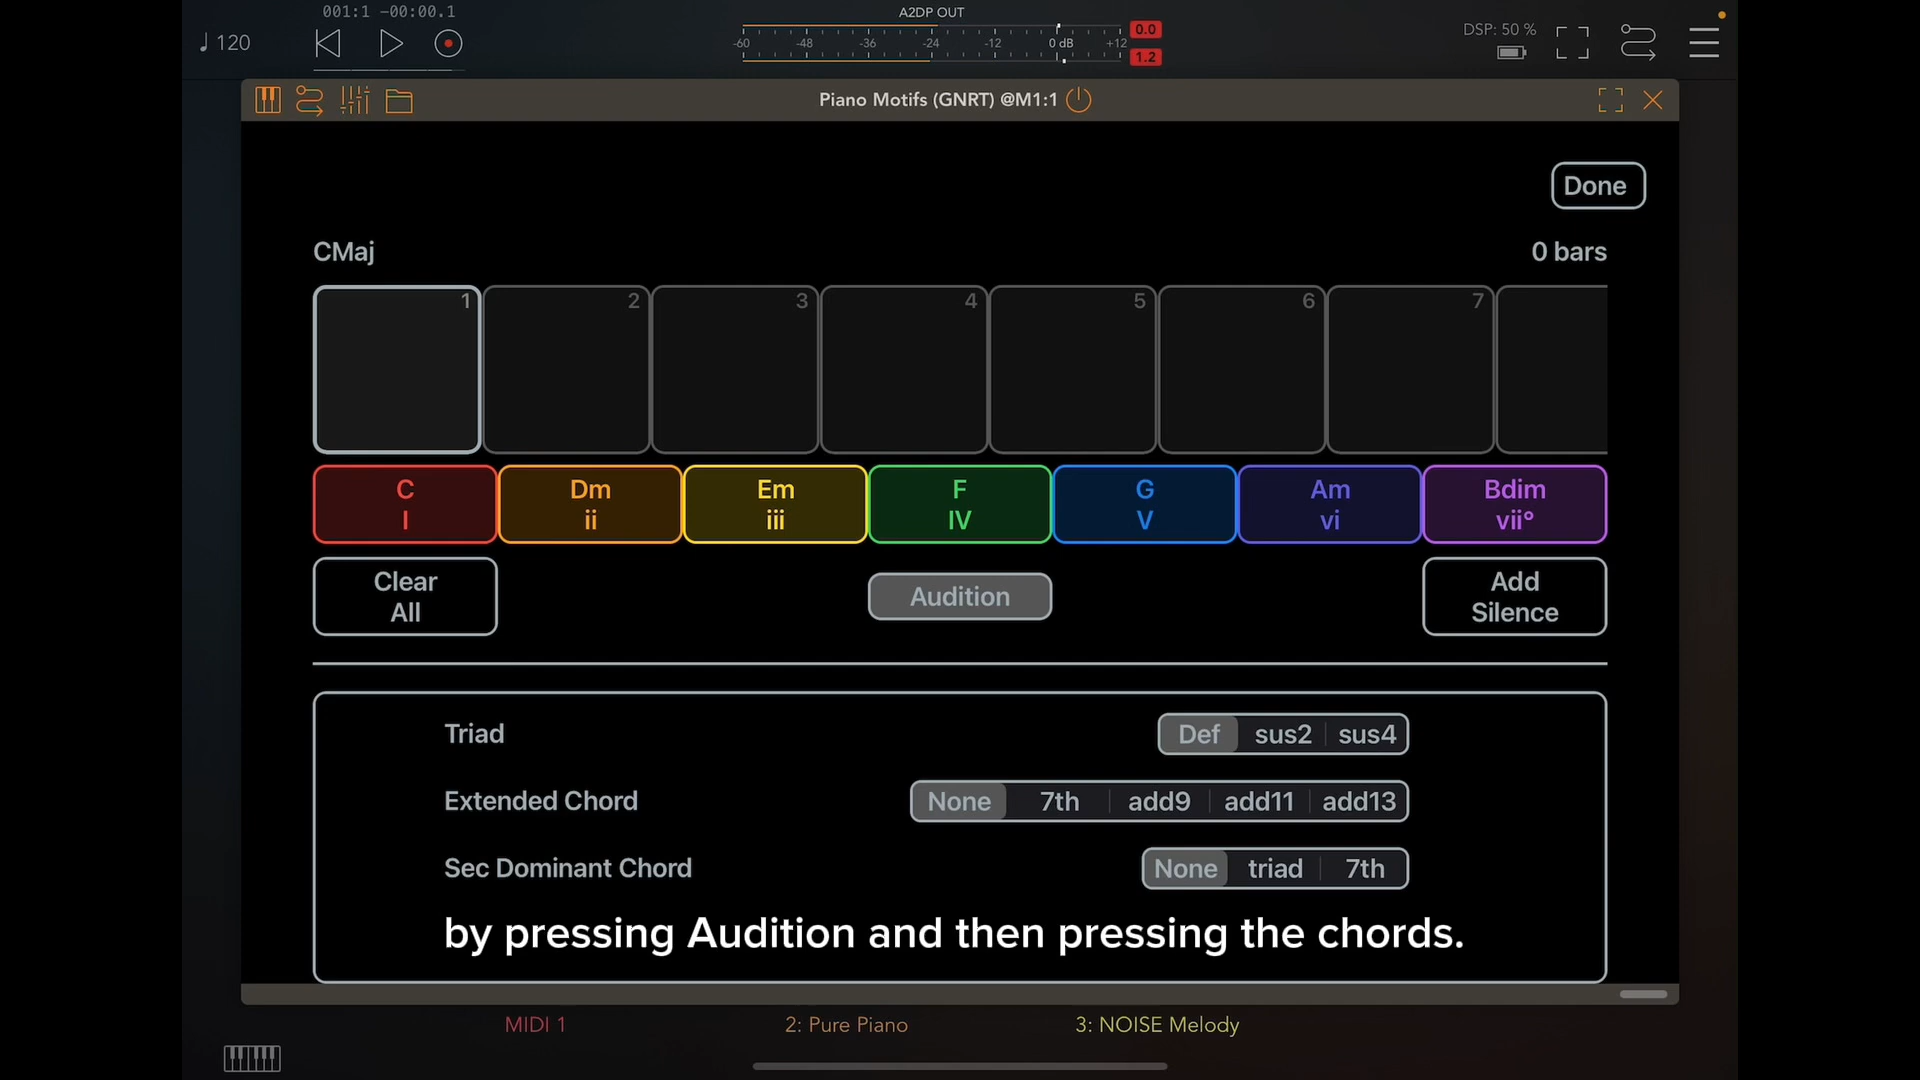 001:1 -00:00.1
120
A2DP OUT
-60 -48 -36 -24 -12 0 dB +12
0.0
1.2
DSP: 50 %
Piano Motifs (GNRT) @M1:1
Done
CMaj
0 bars
1 2 3 4 5 6 7
C Dm Em F G Am Bdim
I ii iii IV V vi vii°
Clear
All
Audition
Add
Silence
Triad
Def sus2 sus4
Extended Chord
None 7th add9 add11 add13
Sec Dominant Chord
None triad 7th
by pressing Audition and then pressing the chords.
MIDI 1
2: Pure Piano
3: NOISE Melody